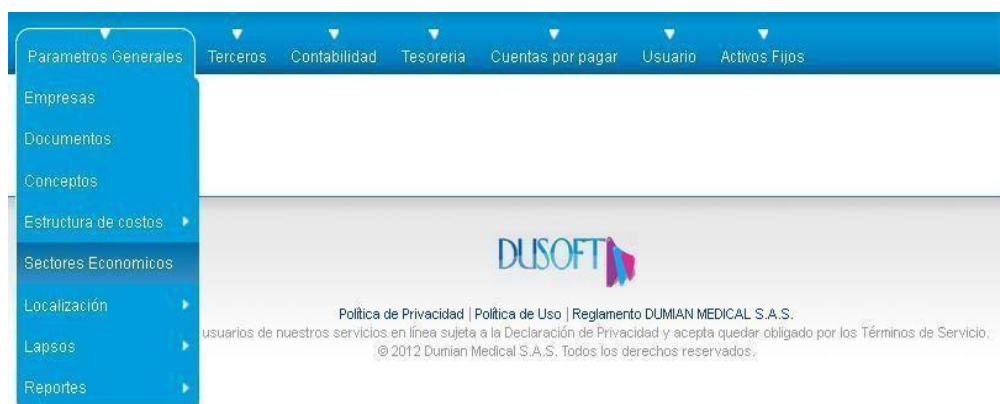 Parametros Generales Terceros Contabilidad Tesoreria Cuentas por pagar Usuario Activos Fijos
Empresas
Documentos
Conceptos
Estructura de costos
Sectores Economicos
Localización
Lapsos
Reportes
DUSOFT
Política de Privacidad | Política de Uso | Reglamento DUMIAN MEDICAL S.A.S.
usuarios de nuestros servicios en línea sujeta a la Declaración de Privacidad y acepta quedar obligado por los Términos de Servicio.
© 2012 Dumian Medical S.A.S. Todos los derechos reservados.